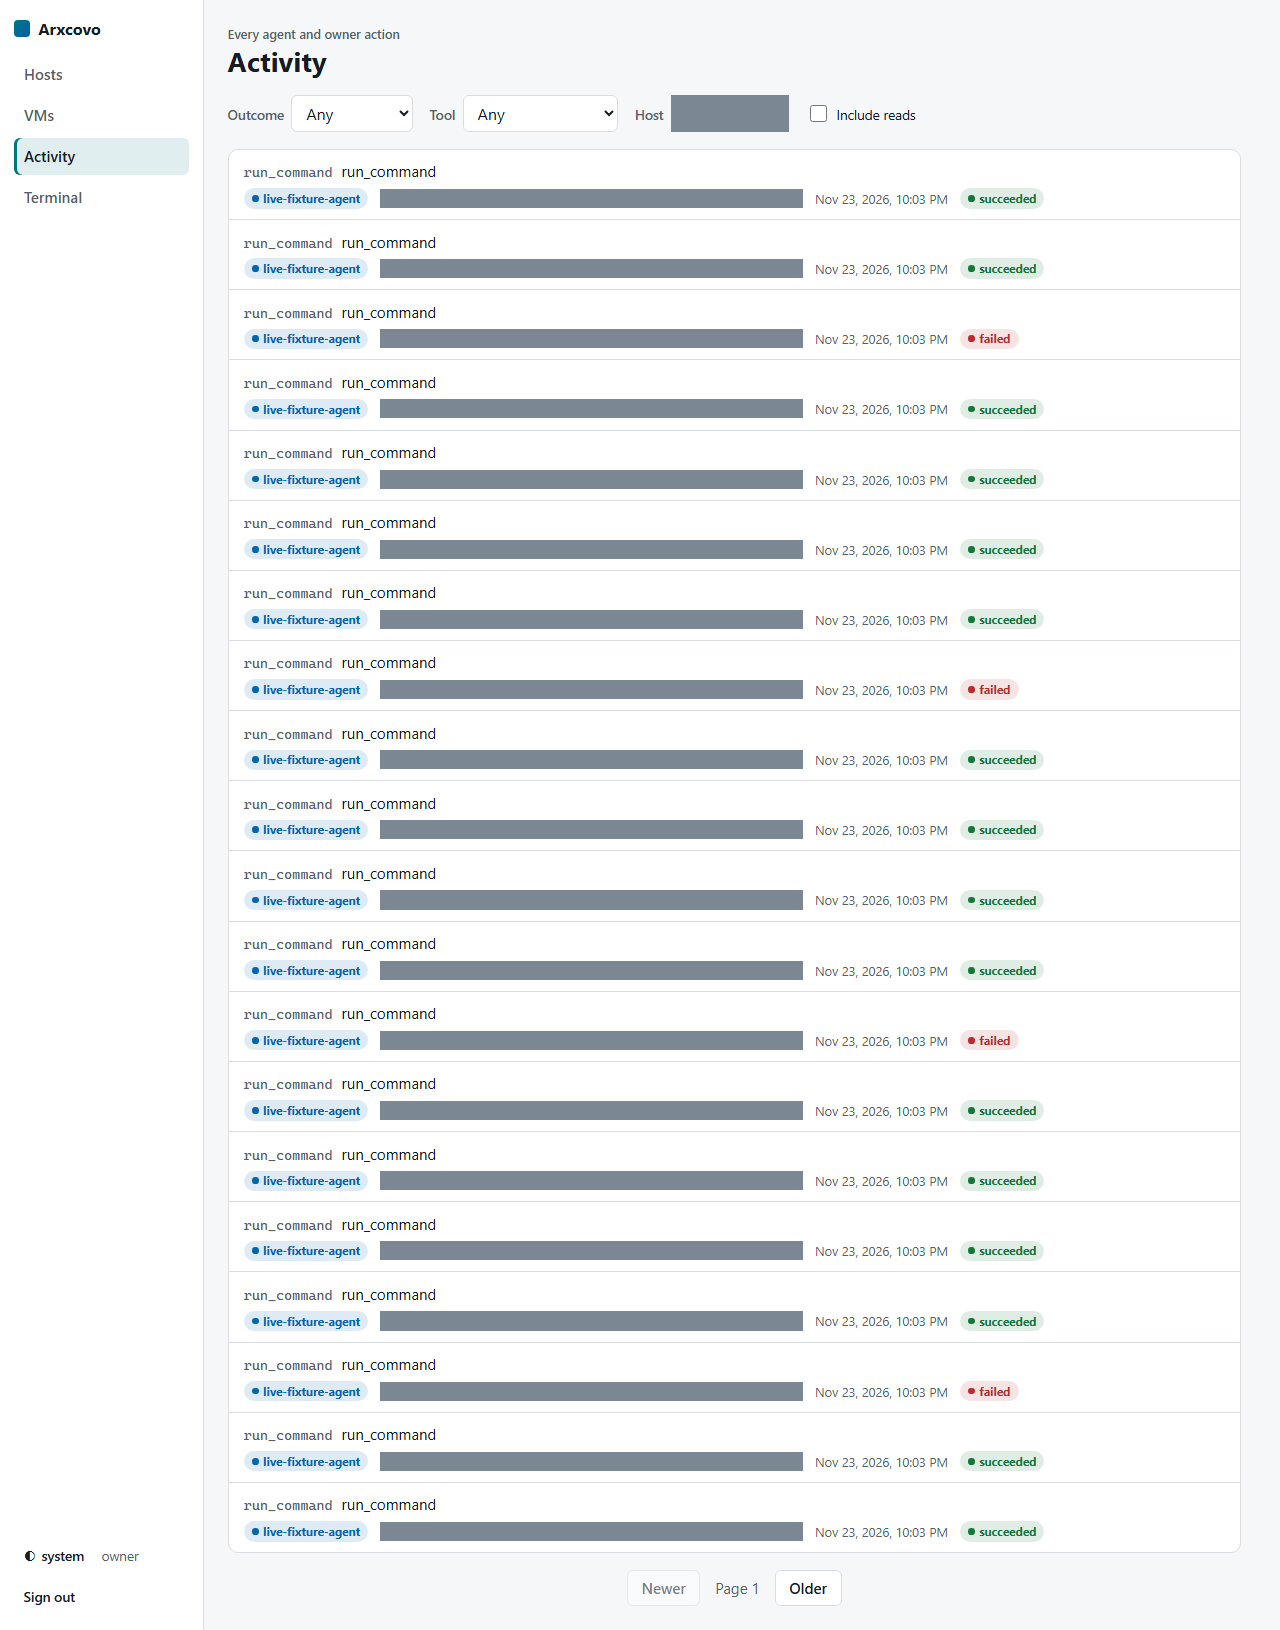 Arxcovo
Hosts
VMs
Activity
Terminal
Every agent and owner action
Activity
Outcome Any Tool Any Host Include reads
run_command run_command
live-fixture-agent Nov 23, 2026, 10:03 PM succeeded
run_command run_command
live-fixture-agent Nov 23, 2026, 10:03 PM succeeded
run_command run_command
live-fixture-agent Nov 23, 2026, 10:03 PM failed
run_command run_command
live-fixture-agent Nov 23, 2026, 10:03 PM succeeded
run_command run_command
live-fixture-agent Nov 23, 2026, 10:03 PM succeeded
run_command run_command
live-fixture-agent Nov 23, 2026, 10:03 PM succeeded
run_command run_command
live-fixture-agent Nov 23, 2026, 10:03 PM succeeded
run_command run_command
live-fixture-agent Nov 23, 2026, 10:03 PM failed
run_command run_command
live-fixture-agent Nov 23, 2026, 10:03 PM succeeded
run_command run_command
live-fixture-agent Nov 23, 2026, 10:03 PM succeeded
run_command run_command
live-fixture-agent Nov 23, 2026, 10:03 PM succeeded
run_command run_command
live-fixture-agent Nov 23, 2026, 10:03 PM succeeded
run_command run_command
live-fixture-agent Nov 23, 2026, 10:03 PM failed
run_command run_command
live-fixture-agent Nov 23, 2026, 10:03 PM succeeded
run_command run_command
live-fixture-agent Nov 23, 2026, 10:03 PM succeeded
run_command run_command
live-fixture-agent Nov 23, 2026, 10:03 PM succeeded
run_command run_command
live-fixture-agent Nov 23, 2026, 10:03 PM succeeded
run_command run_command
live-fixture-agent Nov 23, 2026, 10:03 PM failed
run_command run_command
live-fixture-agent Nov 23, 2026, 10:03 PM succeeded
run_command run_command
live-fixture-agent Nov 23, 2026, 10:03 PM succeeded
system owner
Sign out
Newer Page 1 Older